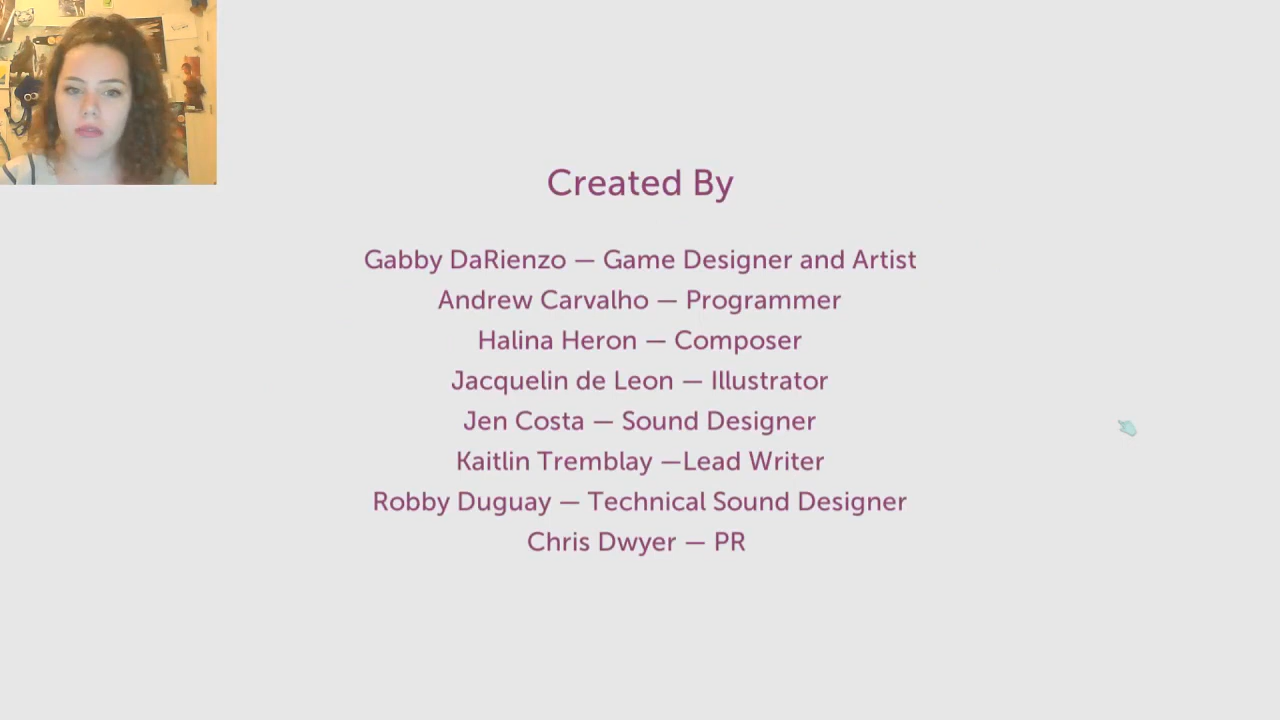 Created By
Gabby DaRienzo — Game Designer and Artist
Andrew Carvalho — Programmer
Halina Heron — Composer
Jacquelin de Leon — Illustrator
Jen Costa — Sound Designer
Kaitlin Tremblay —Lead Writer
Robby Duguay — Technical Sound Designer
Chris Dwyer — PR